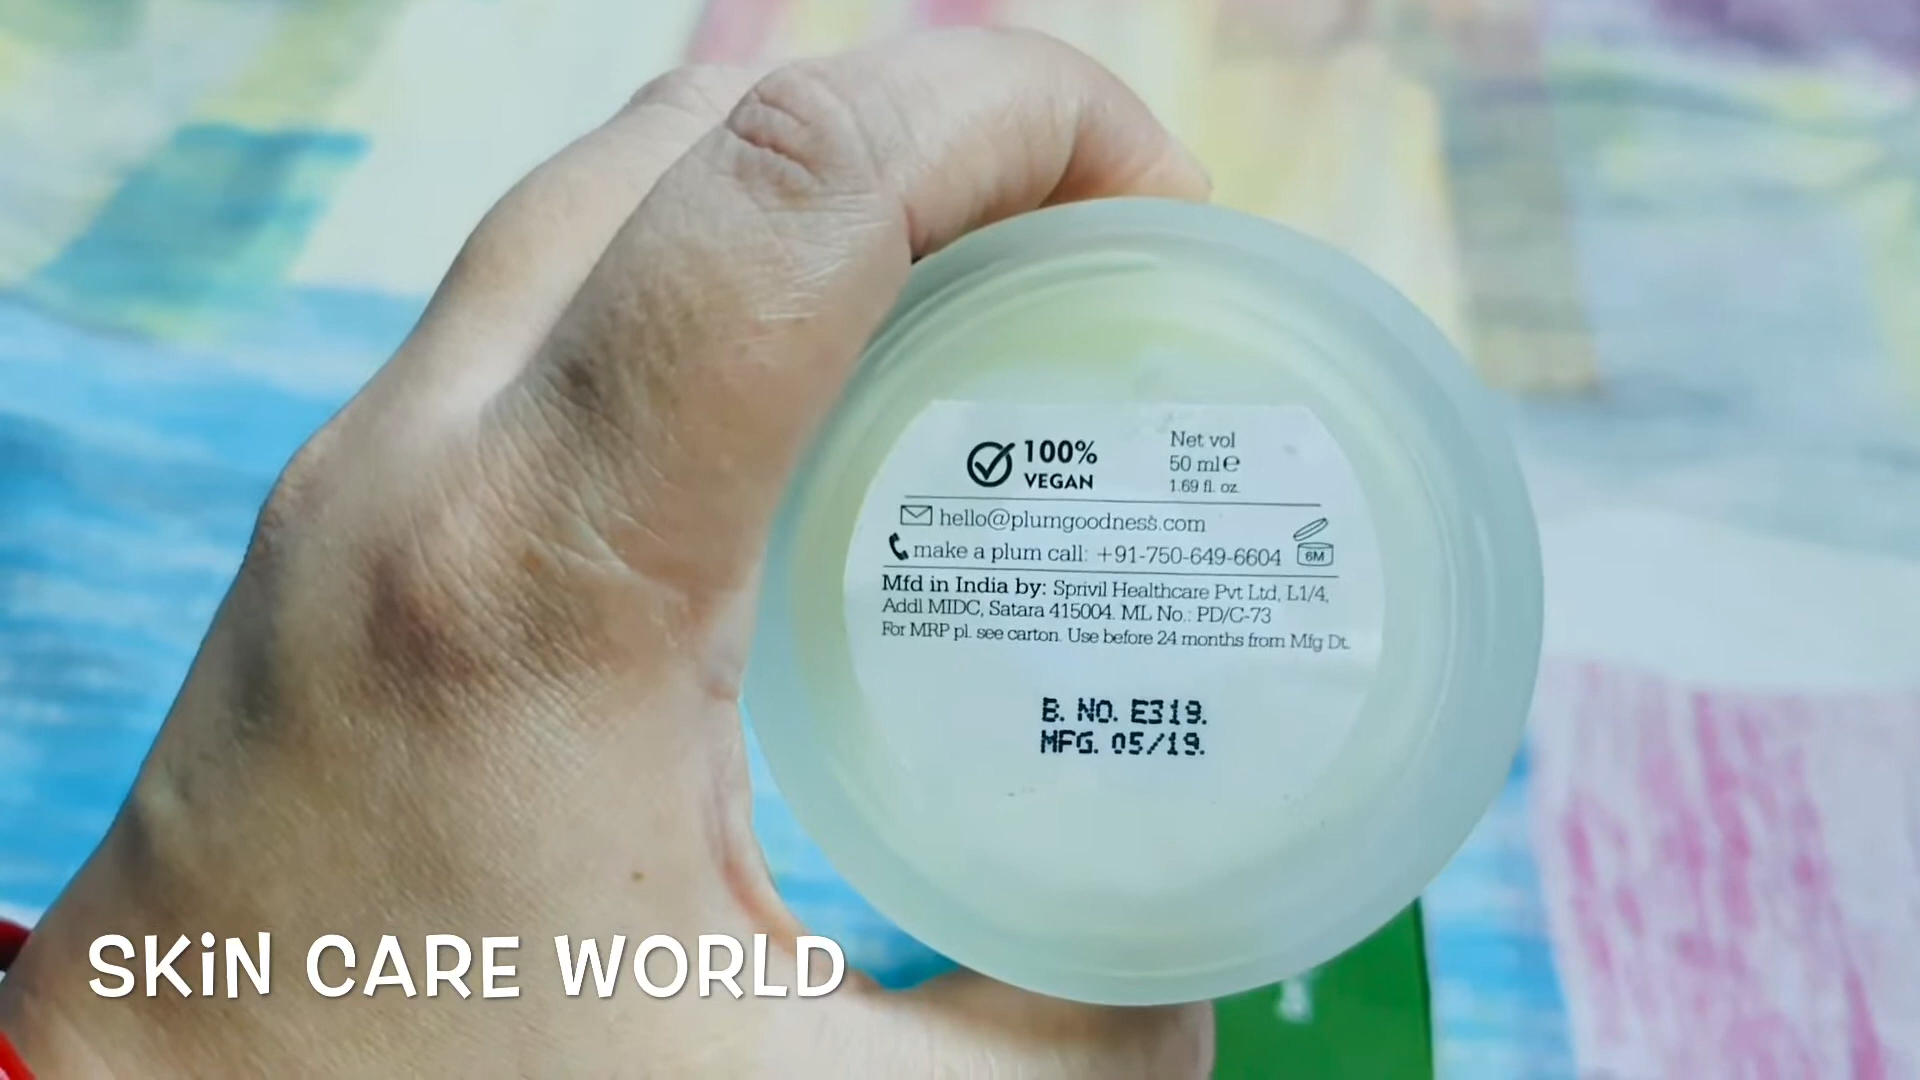 100%
VEGAN
Net vol
50 ml℮
1.69 fl. oz.
hello@plumgoodness.com
make a plum call: +91-750-649-6604
6M
Mfd in India by: Sprivil Healthcare Pvt Ltd, L1/4,
Addl MIDC, Satara 415004. ML No.: PD/C-73
For MRP pl. see carton. Use before 24 months from Mfg Dt.
B. NO. E319.
MFG. 05/19.
SKiN CARE WORLD